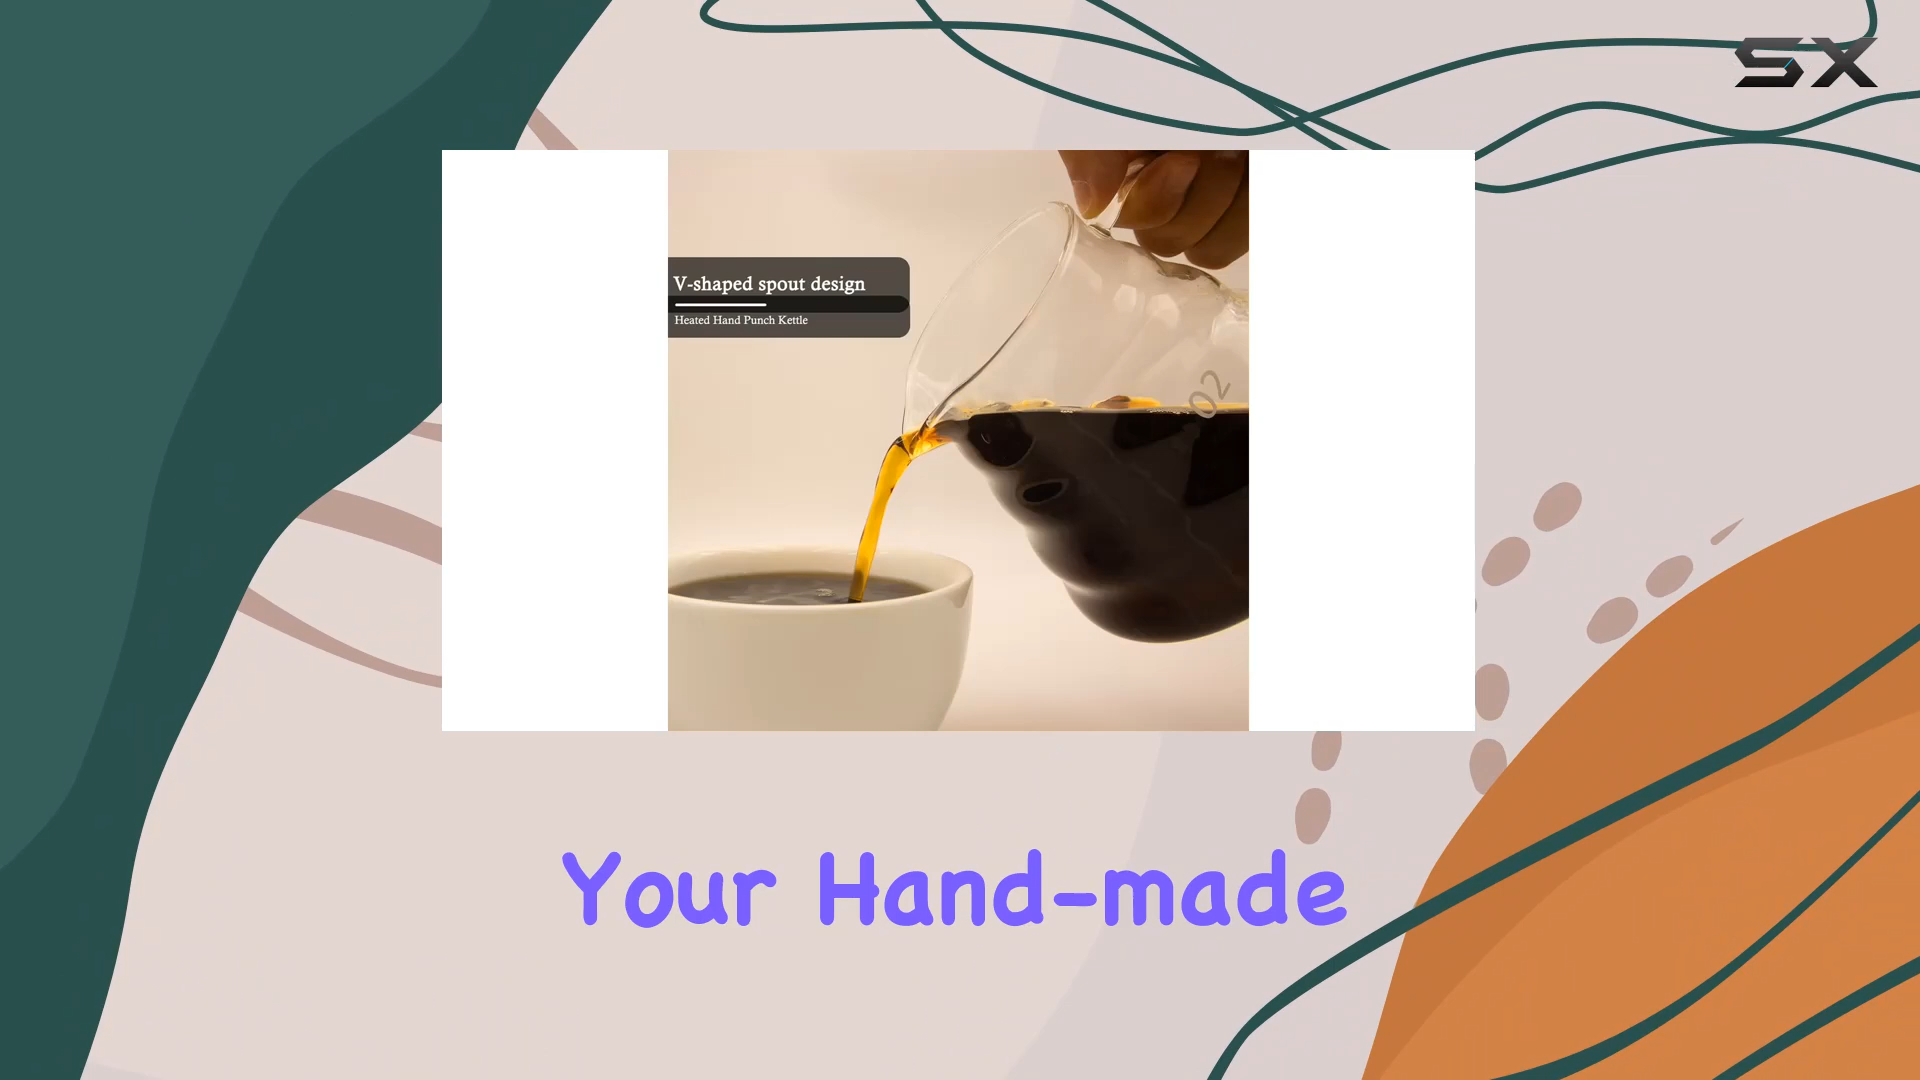 SX
V-shaped spout design
Heated Hand Punch Kettle
02
Your Hand-made